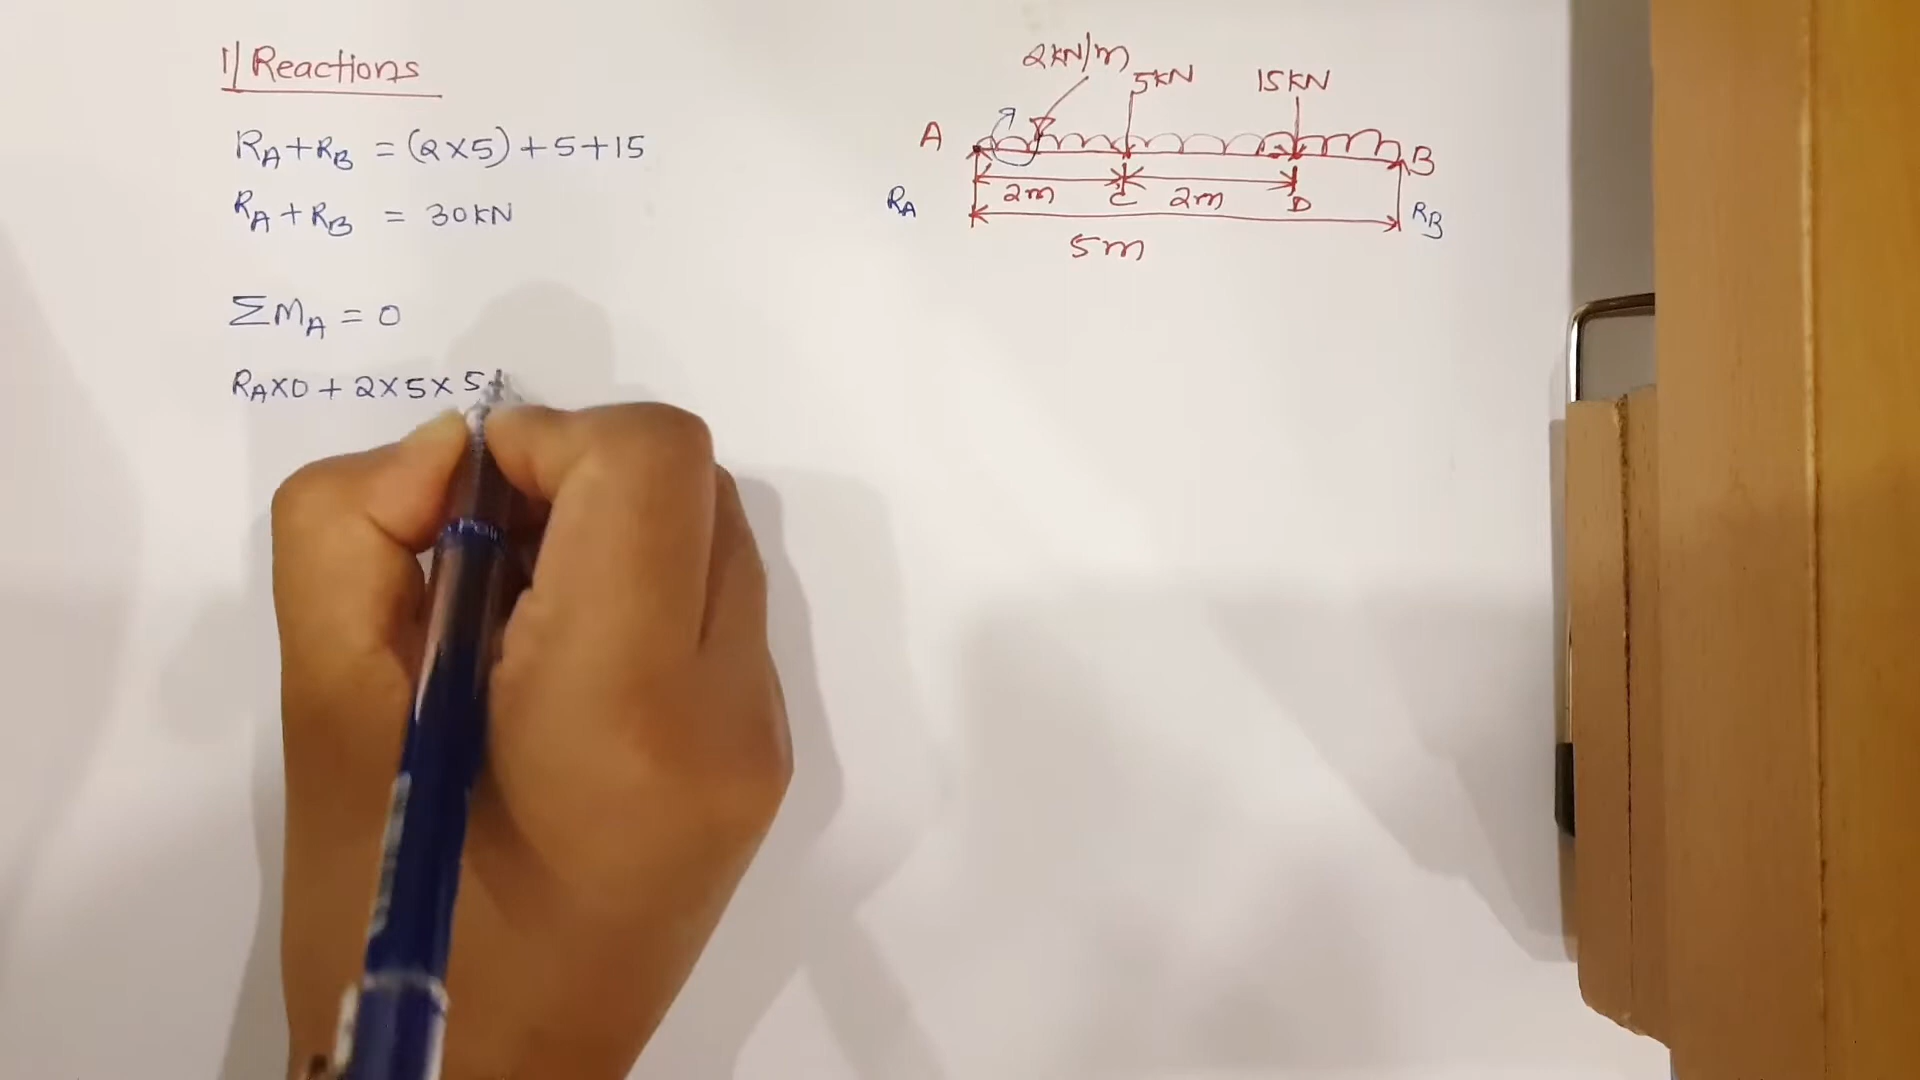 1| Reactions
RA+RB = (2×5)+5+15
RA+RB = 30KN
ΣMA = 0
RA×0 + 2×5×5
2KN/m
5KN
15KN
A
B
2m
C
2m
D
RA
RB
5m